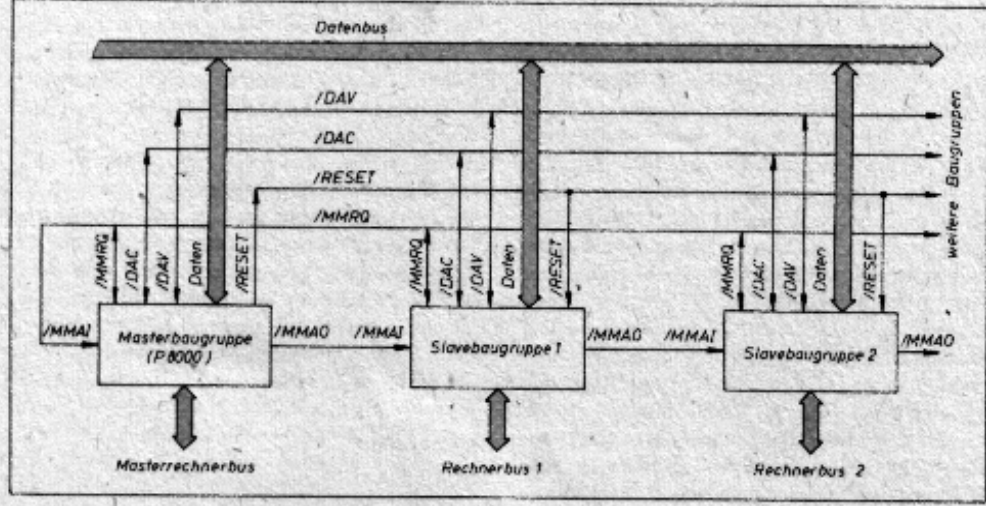 Datenbus
/DAV
/DAC
/RESET
/MMRQ
weitere Baugruppen
/MMRQ
/DAC
/DAV
Daten
/RESET
/MMRQ
/DAC
/DAV
Daten
/RESET
/MMRQ
/DAC
/DAV
Daten
/RESET
/MMAI
Masterbaugruppe
(P8000)
/MMAO
/MMAI
Slavebaugruppe 1
/MMAO
/MMAI
Slavebaugruppe 2
/MMAO
Masterrechnerbus
Rechnerbus 1
Rechnerbus 2